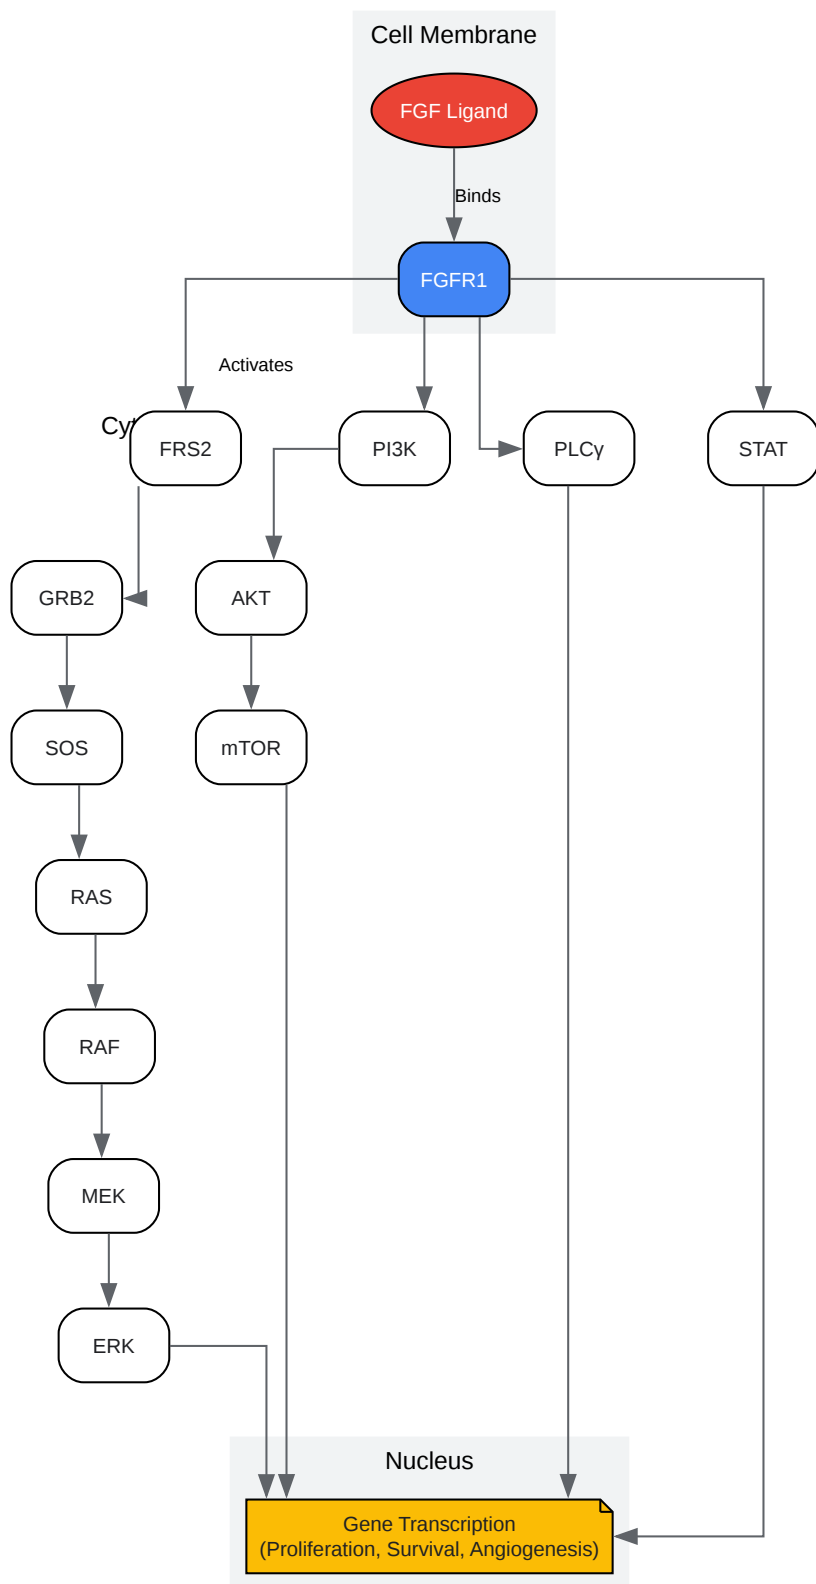 Cell Membrane
FGF Ligand
Binds
FGFR1
Activates
FRS2
PI3K
PLCγ
STAT
GRB2
AKT
SOS
mTOR
RAS
RAF
MEK
ERK
Nucleus
Gene Transcription
(Proliferation, Survival, Angiogenesis)